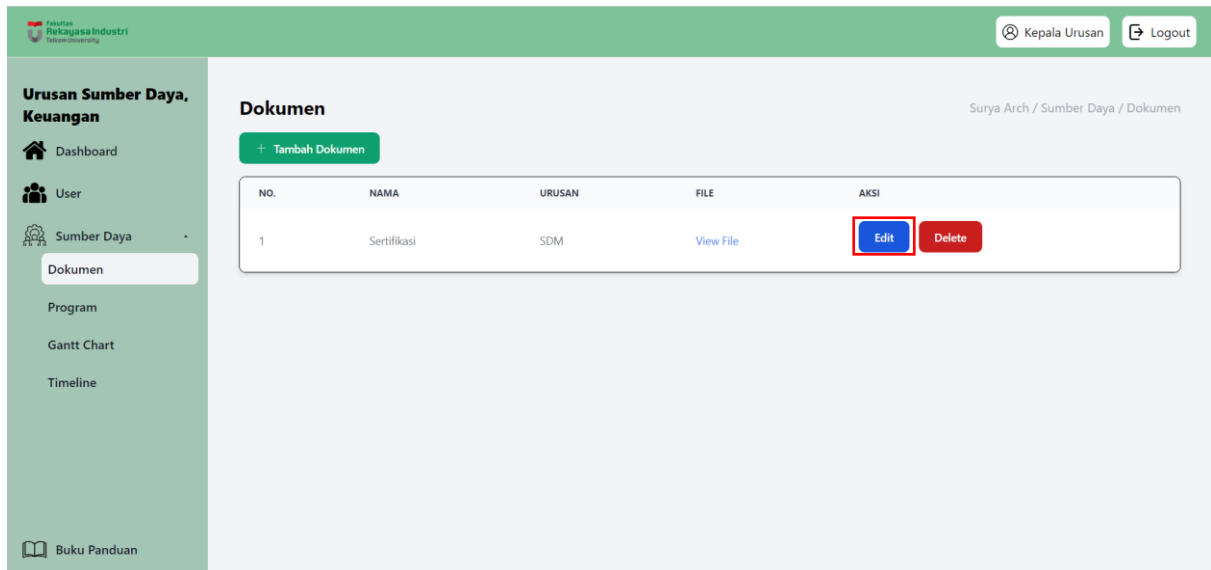 Fakultas
Rekayasa Industri
Telkom University
Kepala Urusan
Logout
Urusan Sumber Daya,
Keuangan
Dashboard
User
Sumber Daya
Dokumen
Program
Gantt Chart
Timeline
Buku Panduan
Dokumen
Surya Arch / Sumber Daya / Dokumen
+ Tambah Dokumen
NO. NAMA URUSAN FILE AKSI
1 Sertifikasi SDM View File Edit Delete